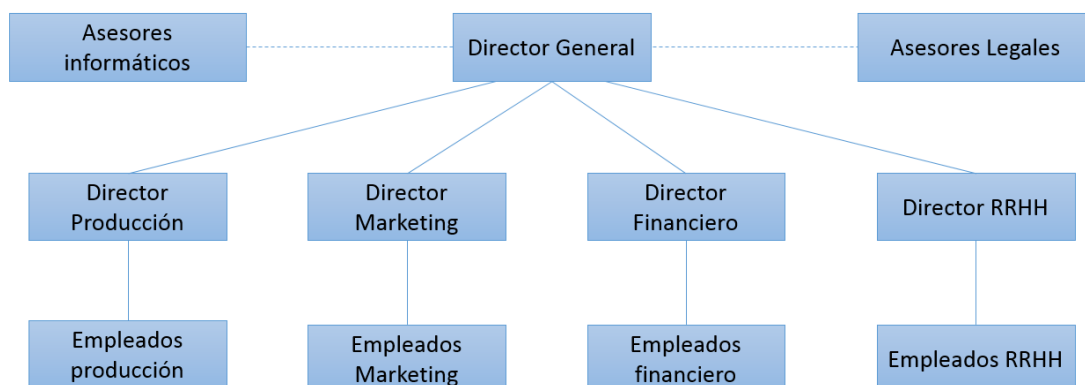 Asesores
informáticos
Director General
Asesores Legales
Director
Producción
Director
Marketing
Director
Financiero
Director RRHH
Empleados
producción
Empleados
Marketing
Empleados
financiero
Empleados RRHH